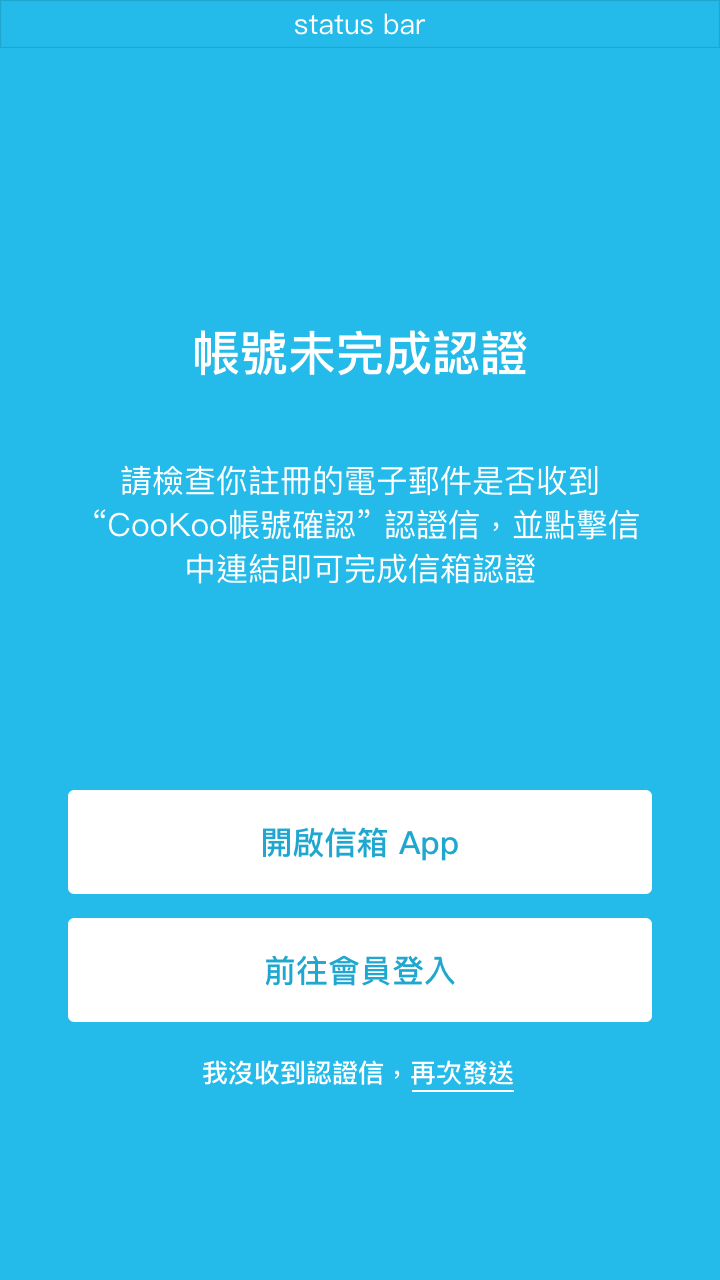 status bar
帳號未完成認證
請檢查你註冊的電子郵件是否收到
“CooKoo帳號確認” 認證信，並點擊信
中連結即可完成信箱認證
開啟信箱 App
前往會員登入
我沒收到認證信，再次發送